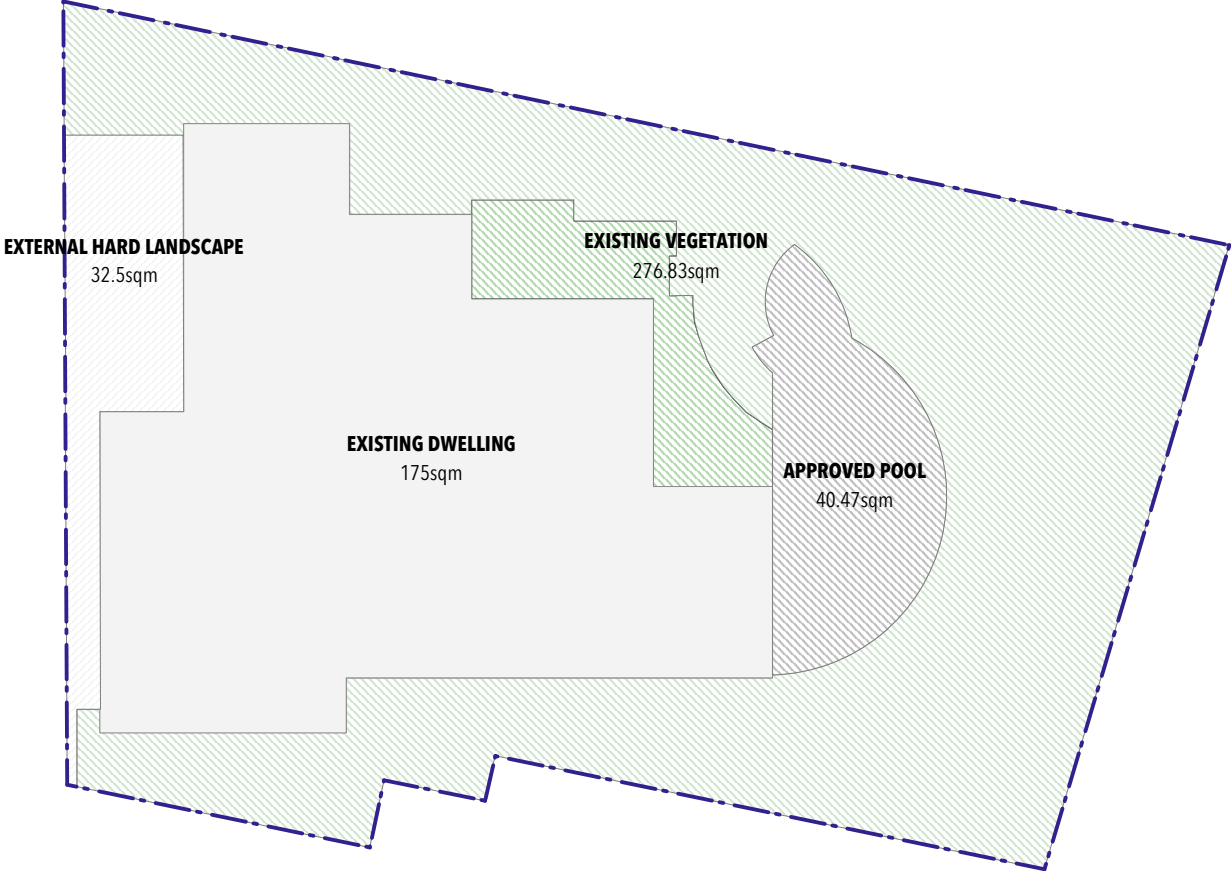 EXTERNAL HARD LANDSCAPE
32.5sqm
EXISTING VEGETATION
276.83sqm
EXISTING DWELLING
175sqm
APPROVED POOL
40.47sqm